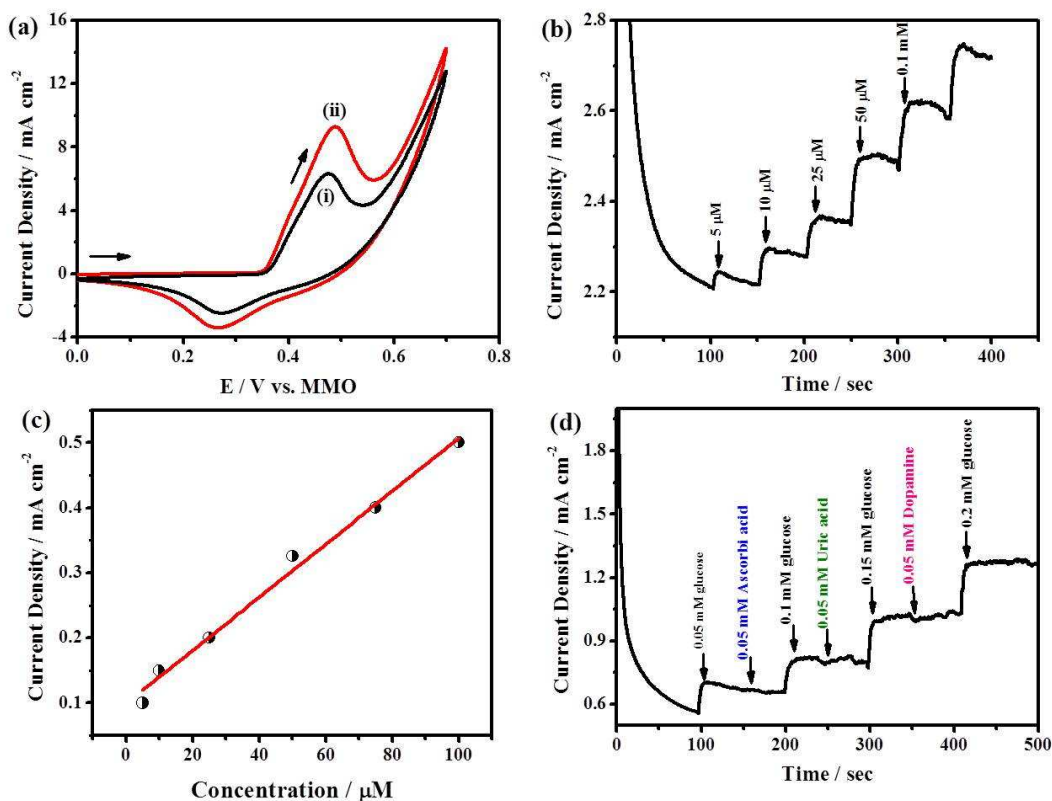 (a)
Current Density / mA cm-2
16
12
8
4
0
-4
(ii)
(i)
0.0
0.2
0.4
0.6
0.8
E / V vs. MMO
(b)
Current Density / mA cm-2
2.8
2.6
2.4
2.2
5 μM
10 μM
25 μM
50 μM
0.1 mM
0
100
200
300
400
Time / sec
(c)
Current Density / mA cm-2
0.5
0.4
0.3
0.2
0.1
0
20
40
60
80
100
Concentration / μM
(d)
Current Density / mA cm-2
1.8
1.5
1.2
0.9
0.6
0.05 mM glucose
0.05 mM Ascorbi acid
0.1 mM glucose
0.05 mM Uric acid
0.15 mM glucose
0.05 mM Dopamine
0.2 mM glucose
0
100
200
300
400
500
Time / sec